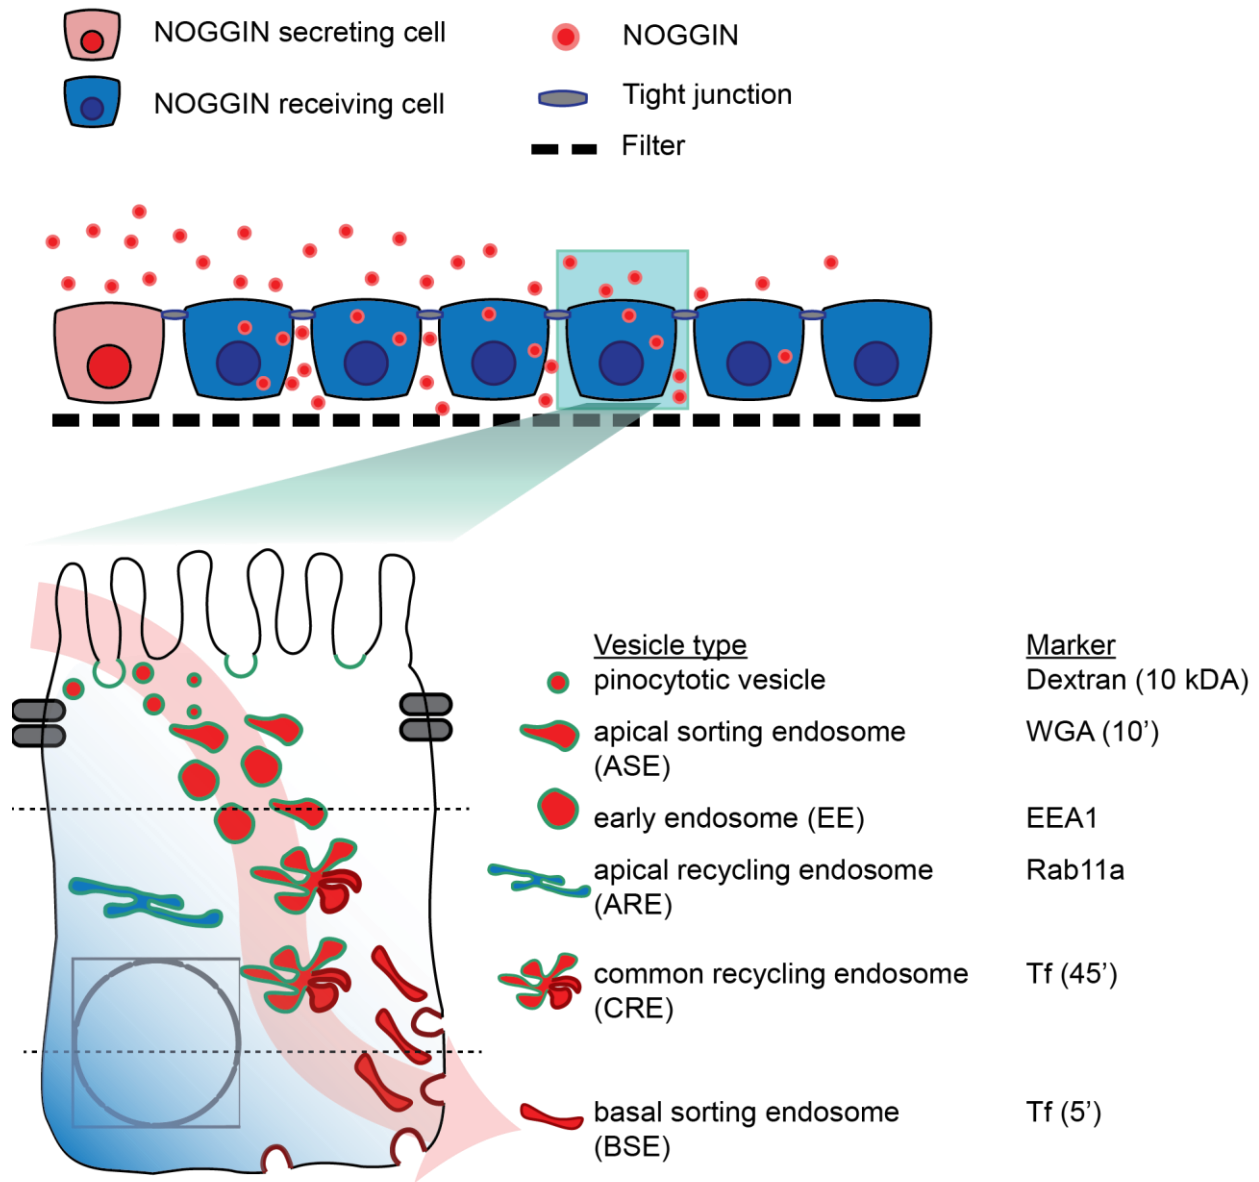 NOGGIN secreting cell
NOGGIN
NOGGIN receiving cell
Tight junction
Filter
Vesicle type
Marker
pinocytotic vesicle
Dextran (10 kDA)
apical sorting endosome
(ASE)
WGA (10’)
early endosome (EE)
EEA1
apical recycling endosome
(ARE)
Rab11a
common recycling endosome
(CRE)
Tf (45’)
basal sorting endosome
(BSE)
Tf (5’)